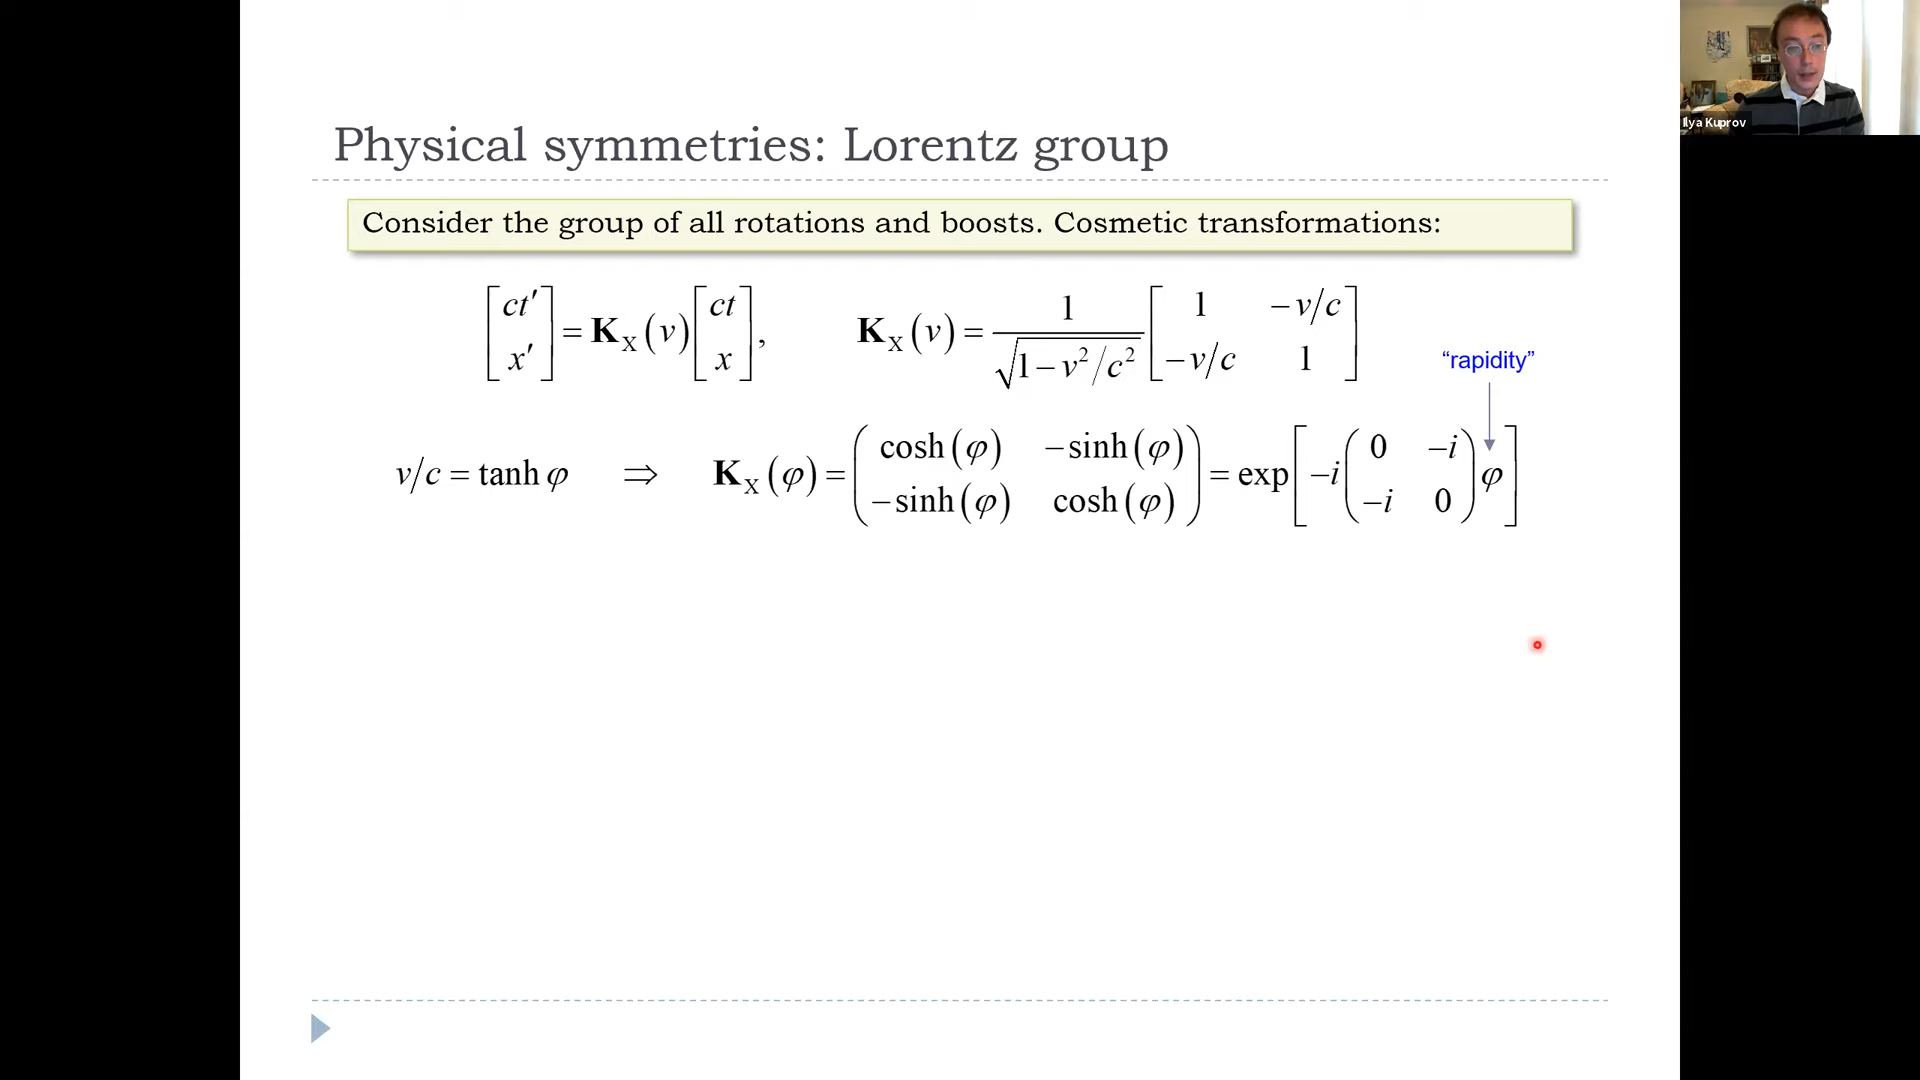 Ilya Kuprov
Physical symmetries: Lorentz group
Consider the group of all rotations and boosts. Cosmetic transformations:
[ct′; x′] = K_X(v) [ct; x],   K_X(v) = 1/√(1−v²/c²) [1  −v/c; −v/c  1]
“rapidity”
v/c = tanh φ ⇒ K_X(φ) = (cosh(φ)  −sinh(φ); −sinh(φ)  cosh(φ)) = exp[−i (0  −i; −i  0) φ]